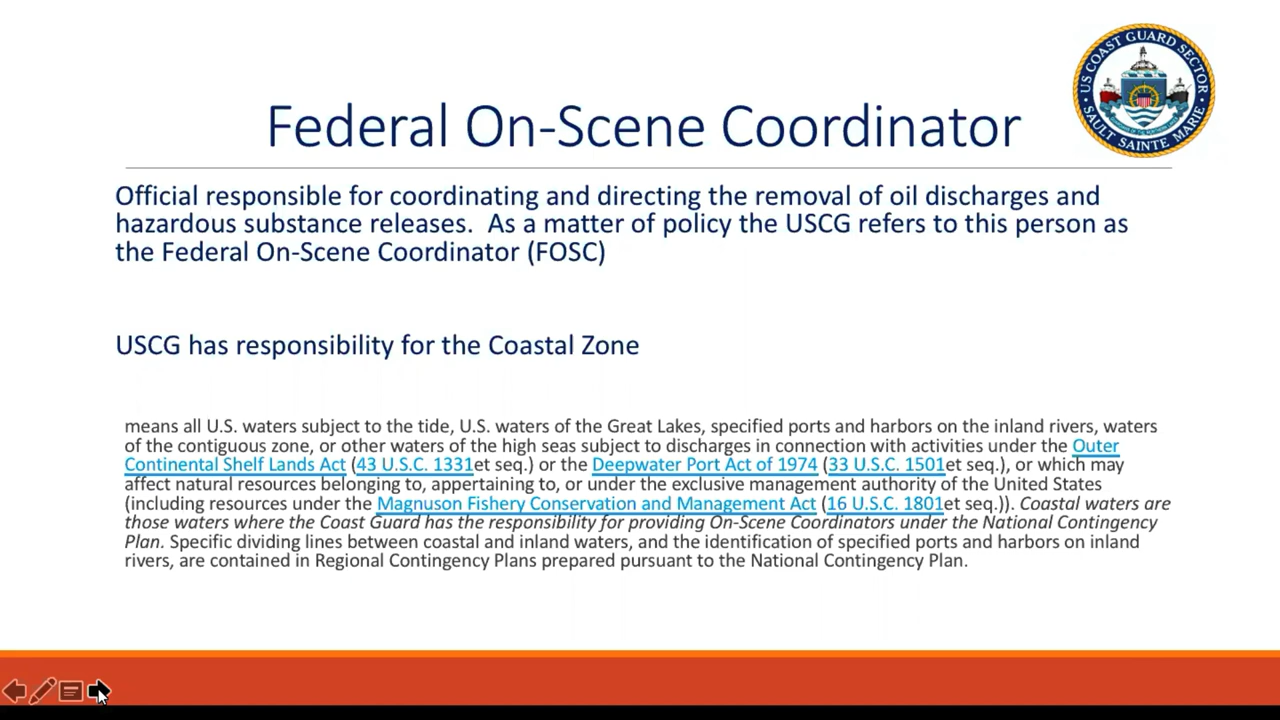 US COAST GUARD SECTOR
SAULT SAINTE MARIE
Federal On-Scene Coordinator
Official responsible for coordinating and directing the removal of oil discharges and
hazardous substance releases.  As a matter of policy the USCG refers to this person as
the Federal On-Scene Coordinator (FOSC)
USCG has responsibility for the Coastal Zone
means all U.S. waters subject to the tide, U.S. waters of the Great Lakes, specified ports and harbors on the inland rivers, waters
of the contiguous zone, or other waters of the high seas subject to discharges in connection with activities under the Outer
Continental Shelf Lands Act (43 U.S.C. 1331et seq.) or the Deepwater Port Act of 1974 (33 U.S.C. 1501et seq.), or which may
affect natural resources belonging to, appertaining to, or under the exclusive management authority of the United States
(including resources under the Magnuson Fishery Conservation and Management Act (16 U.S.C. 1801et seq.)). Coastal waters are
those waters where the Coast Guard has the responsibility for providing On-Scene Coordinators under the National Contingency
Plan. Specific dividing lines between coastal and inland waters, and the identification of specified ports and harbors on inland
rivers, are contained in Regional Contingency Plans prepared pursuant to the National Contingency Plan.